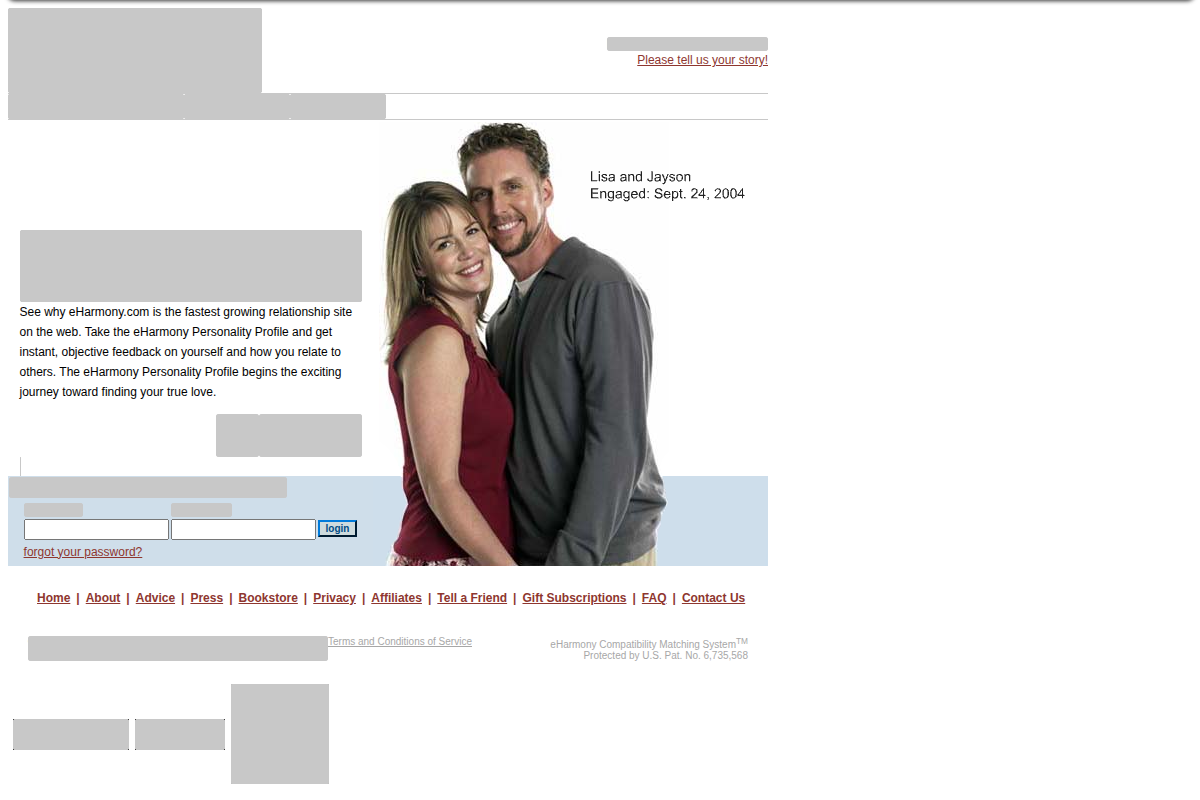 Please tell us your story!
Lisa and Jayson
Engaged: Sept. 24, 2004
See why eHarmony.com is the fastest growing relationship site
on the web. Take the eHarmony Personality Profile and get
instant, objective feedback on yourself and how you relate to
others. The eHarmony Personality Profile begins the exciting
journey toward finding your true love.
login
forgot your password?
Home | About | Advice | Press | Bookstore | Privacy | Affiliates | Tell a Friend | Gift Subscriptions | FAQ | Contact Us
Terms and Conditions of Service
eHarmony Compatibility Matching System™
Protected by U.S. Pat. No. 6,735,568